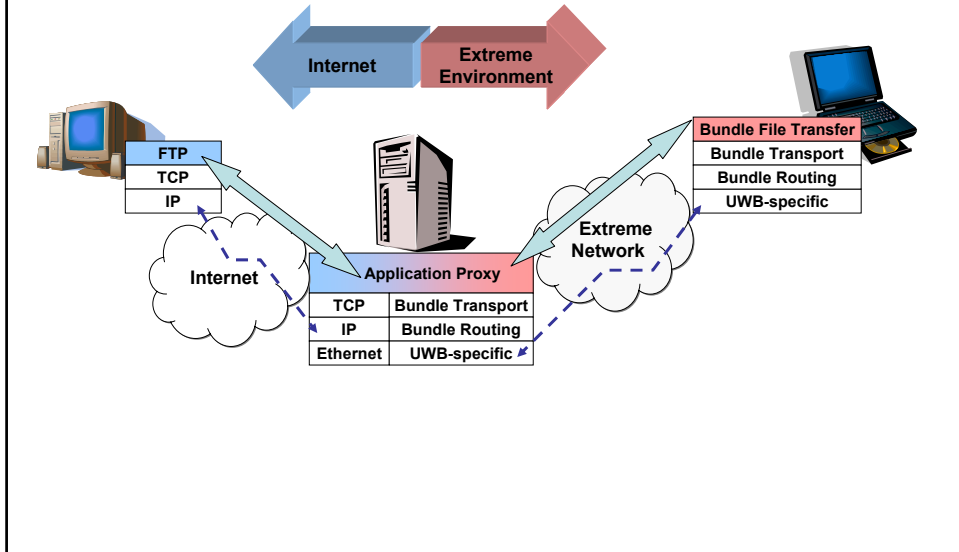 Internet
Extreme
Environment
FTP
TCP
IP
Bundle File Transfer
Bundle Transport
Bundle Routing
UWB-specific
Internet
Extreme
Network
Application Proxy
TCP Bundle Transport
IP Bundle Routing
Ethernet UWB-specific